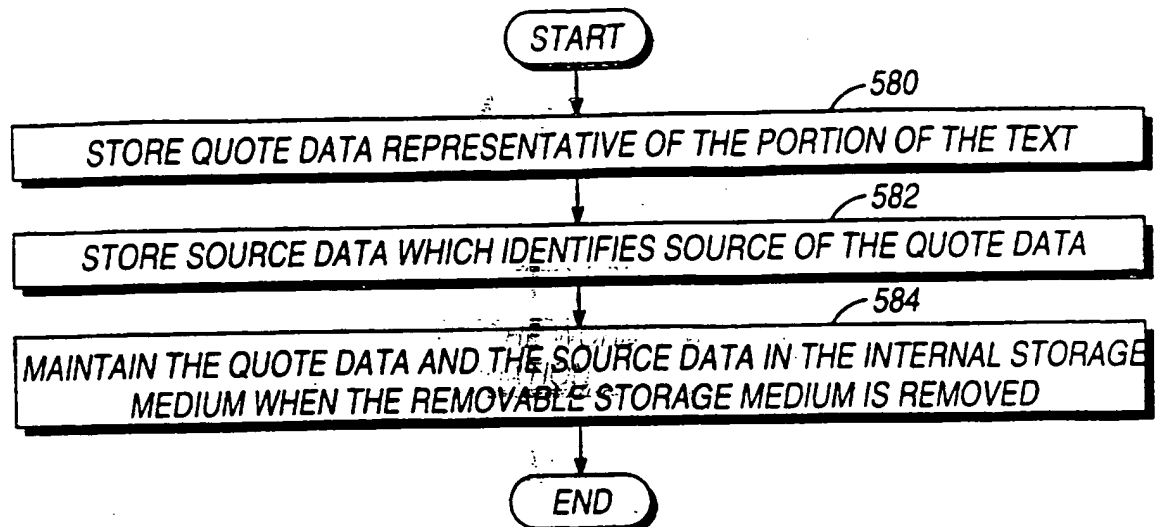 START
580
STORE QUOTE DATA REPRESENTATIVE OF THE PORTION OF THE TEXT
582
STORE SOURCE DATA WHICH IDENTIFIES SOURCE OF THE QUOTE DATA
584
MAINTAIN THE QUOTE DATA AND THE SOURCE DATA IN THE INTERNAL STORAGE
MEDIUM WHEN THE REMOVABLE STORAGE MEDIUM IS REMOVED
END